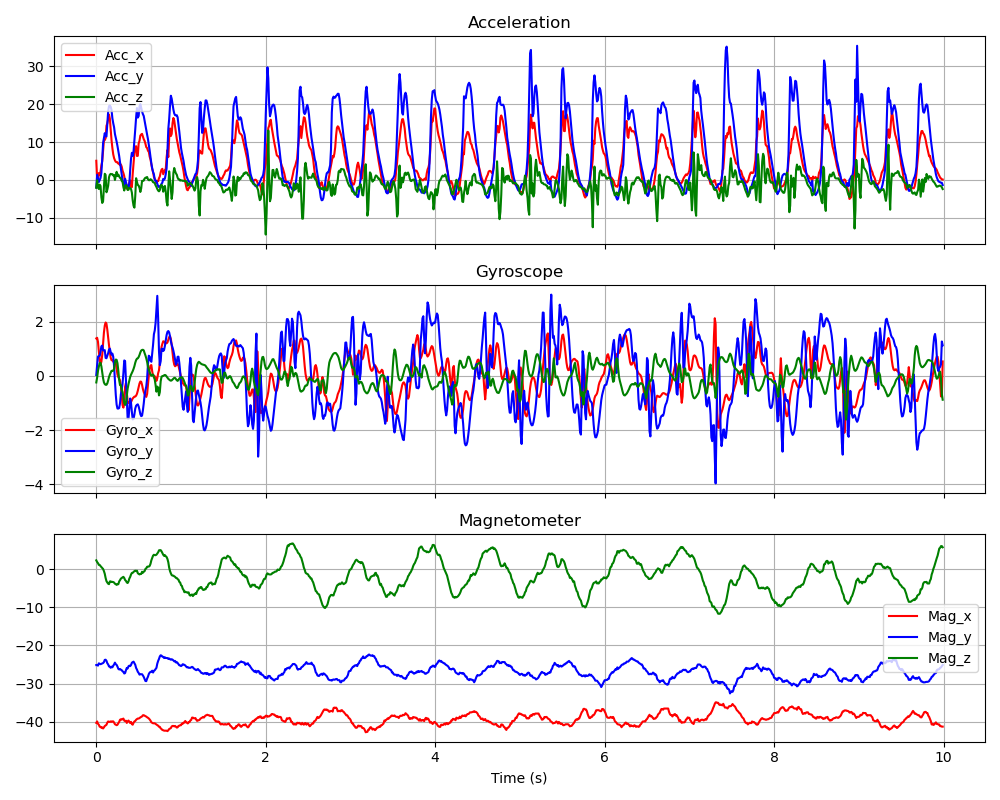 Acceleration
Acc_x
Acc_y
Acc_z
30
20
10
0
−10
Gyroscope
2
0
−2
−4
Gyro_x
Gyro_y
Gyro_z
Magnetometer
0
−10
−20
−30
−40
Mag_x
Mag_y
Mag_z
0 2 4 6 8 10
Time (s)